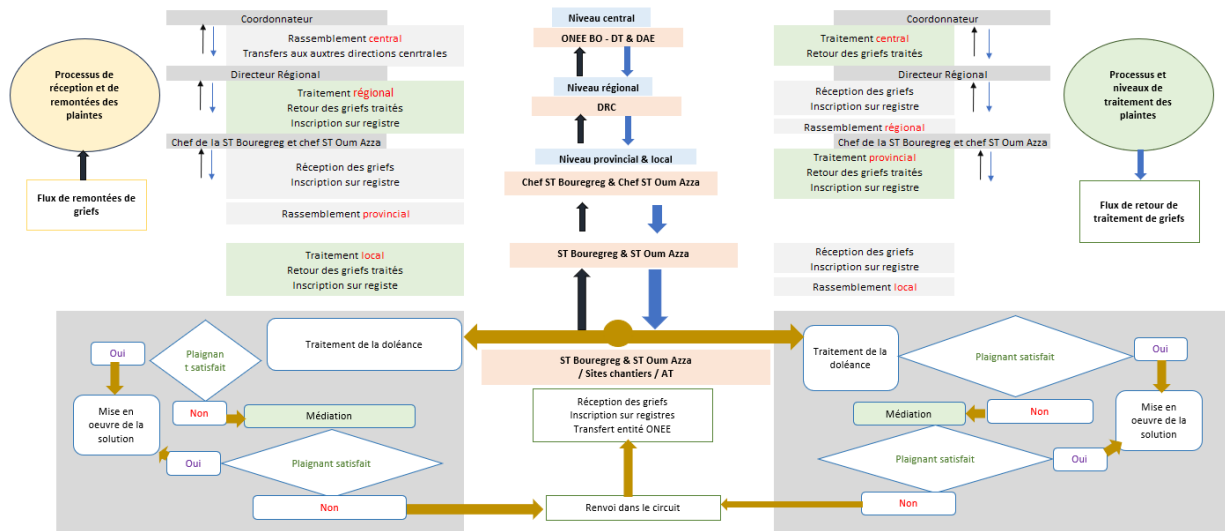 Processus de
réception et de
remontées des
plaintes
Flux de remontées de
griefs
Coordonnateur
Rassemblement central
Transfers aux auxtres directions cenrtrales
Directeur Régional
Traitement régional
Retour des griefs traités
Inscription sur registre
Chef de la ST Bouregreg et chef ST Oum Azza
Réception des griefs
Inscription sur registre
Rassemblement provincial
Traitement local
Retour des griefs traités
Inscription sur registe
Niveau central
ONEE BO - DT & DAE
Niveau régional
DRC
Niveau provincial & local
Chef ST Bouregreg & Chef ST Oum Azza
ST Bouregreg & ST Oum Azza
Coordonateur
Traitement central
Retour des griefs traités
Directeur Régional
Réception des griefs
Inscription sur registre
Rassemblement régional
Chef de la ST Bouregreg et chef ST Oum Azza
Traitement provincial
Retour des griefs traités
Inscription sur registre
Réception des griefs
Inscription sur registre
Rassemblement local
Processus et
niveaux de
traitement des
plaintes
Flux de retour de
traitement de griefs
Oui
Plaignan
t satisfait
Traitement de la doléance
Mise en
oeuvre de la
solution
Non
Médiation
Oui
Plaignant satisfait
Non
ST Bouregreg & ST Oum Azza
/ Sites chantiers / AT
Réception des griefs
Inscription sur registres
Transfert entité ONEE
Renvoi dans le circuit
Traitement de la
doléance
Plaignant satisfait
Oui
Médiation
Non
Mise en
oeuvre de la
solution
Plaignant satisfait
Oui
Non